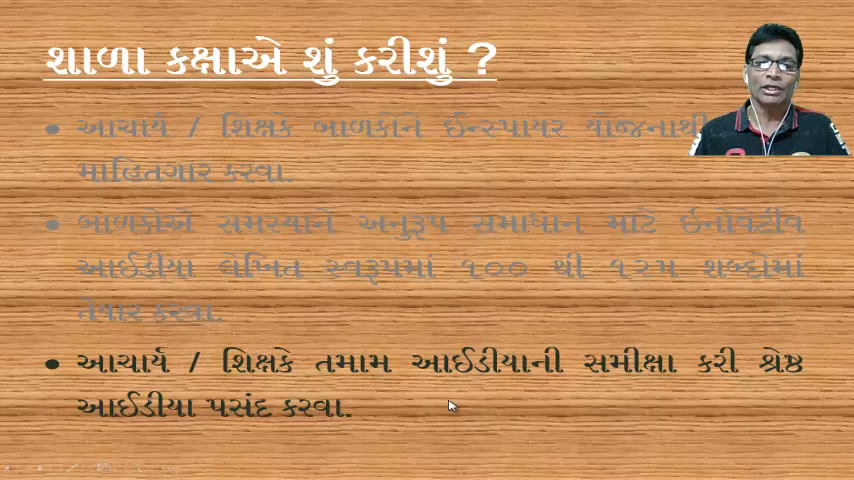 શાળા કક્ષાએ શું કરીશું ?
• આચાર્ય / શિક્ષકે બાળકોને ઈન્સ્પાયર યોજનાથી
માહિતગાર કરવા.
• બાળકોએ સમસ્યાને અનુરૂપ સમાધાન માટે ઇનોવેટીવ
આઈડીયા લેખિત સ્વરૂપમાં ૧૦૦ થી ૧૨૫ શબ્દોમાં
તૈયાર કરવા.
• આચાર્ય / શિક્ષકે તમામ આઈડીયાની સમીક્ષા કરી શ્રેષ્ઠ
આઈડીયા પસંદ કરવા.